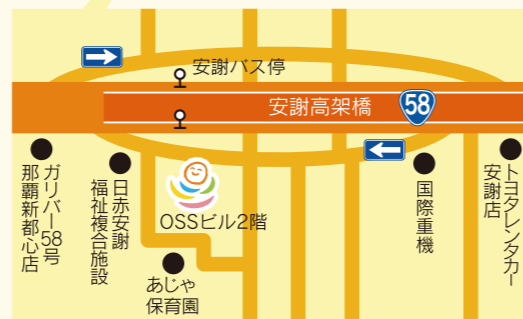 安謝バス停
安謝高架橋
58
ガリバー58号
那覇新都心店
日赤安謝
福祉複合施設
OSSビル2階
あじゃ
保育園
国際重機
トヨタレンタカー
安謝店